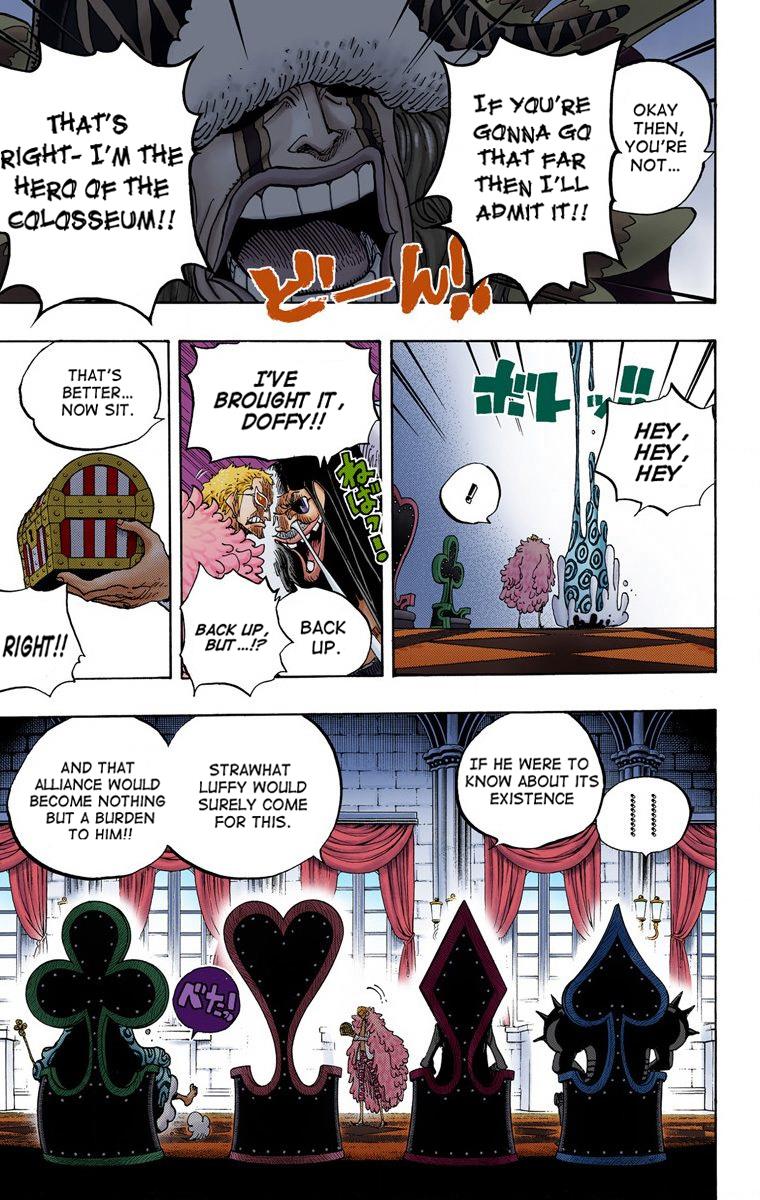 OKAY
THEN,
YOU'RE
NOT...
IF YOU'RE
GONNA GO
THAT FAR
THEN I'LL
ADMIT IT!!
THAT'S
RIGHT- I'M THE
HERO OF THE
COLOSSEUM!!
どーん!!
HEY,
HEY,
HEY
ボトッ!!
!
I'VE
BROUGHT IT,
DOFFY!!
ねばっ!
BACK
UP.
BACK UP,
BUT...!?
THAT'S
BETTER...
NOW SIT.
RIGHT!!
IF HE WERE TO
KNOW ABOUT ITS
EXISTENCE
STRAWHAT
LUFFY WOULD
SURELY COME
FOR THIS.
AND THAT
ALLIANCE WOULD
BECOME NOTHING
BUT A BURDEN
TO HIM!!
ベたっ!